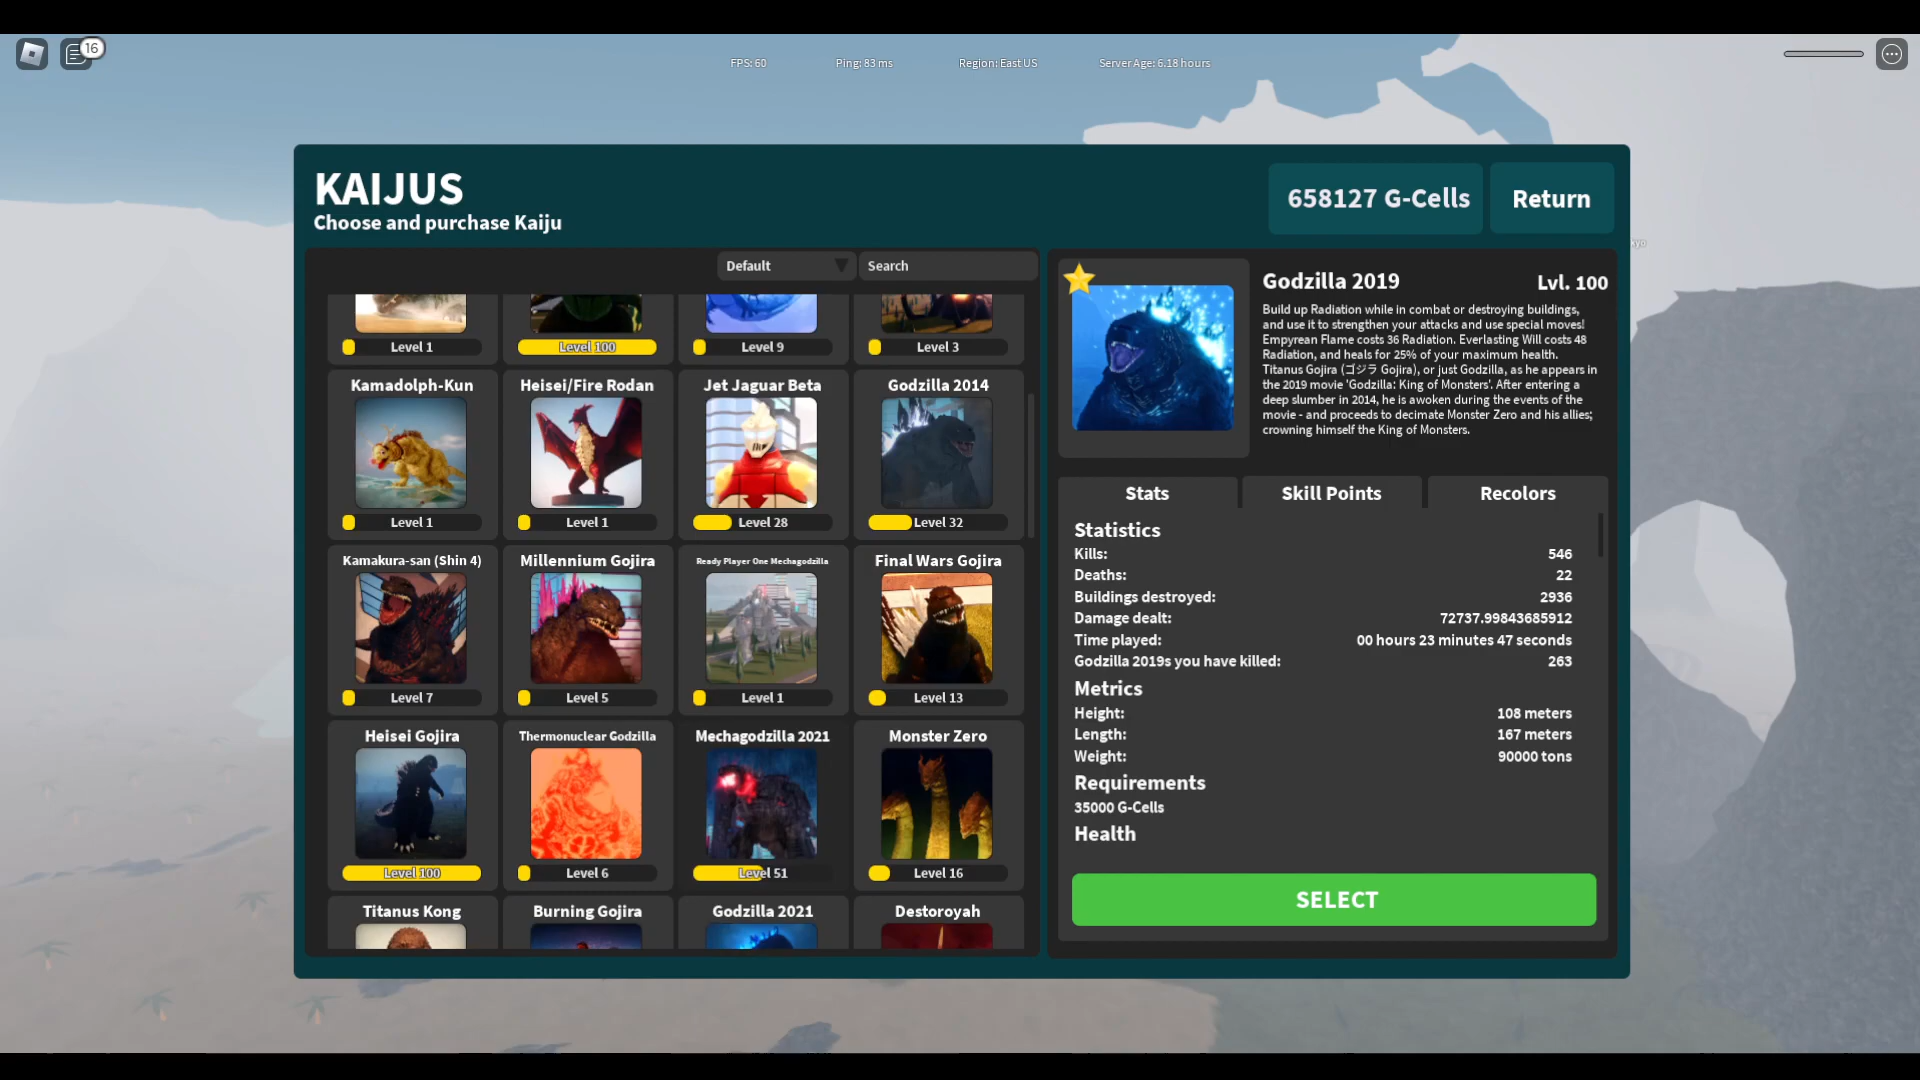 16
FPS: 60
Ping: 83 ms
Region: East US
Server Age: 6.18 hours
KAIJUS
Choose and purchase Kaiju
658127 G-Cells
Return
Default
Search
Level 1
Level 100
Level 9
Level 3
Kamadolph-Kun
Heisei/Fire Rodan
Jet Jaguar Beta
Godzilla 2014
Level 1
Level 1
Level 28
Level 32
Kamakura-san (Shin 4)
Millennium Gojira
Ready Player One Mechagodzilla
Final Wars Gojira
Level 7
Level 5
Level 1
Level 13
Heisei Gojira
Thermonuclear Godzilla
Mechagodzilla 2021
Monster Zero
Level 100
Level 6
Level 51
Level 16
Titanus Kong
Burning Gojira
Godzilla 2021
Destoroyah
Godzilla 2019
Lvl. 100
Build up Radiation while in combat or destroying buildings,
and use it to strengthen your attacks and use special moves!
Empyrean Flame costs 36 Radiation. Everlasting Will costs 48
Radiation, and heals for 25% of your maximum health.
Titanus Gojira (ゴジラ Gojira), or just Godzilla, as he appears in
the 2019 movie 'Godzilla: King of Monsters'. After entering a
deep slumber in 2014, he is awoken during the events of the
movie - and proceeds to decimate Monster Zero and his allies;
crowning himself the King of Monsters.
Stats
Skill Points
Recolors
Statistics
Kills: 546
Deaths: 22
Buildings destroyed: 2936
Damage dealt: 72737.99843685912
Time played: 00 hours 23 minutes 47 seconds
Godzilla 2019s you have killed: 263
Metrics
Height: 108 meters
Length: 167 meters
Weight: 90000 tons
Requirements
35000 G-Cells
Health
SELECT